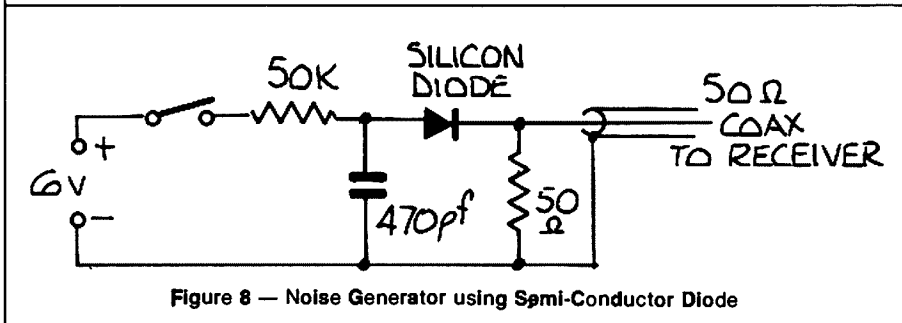 SILICON
DIODE
50K
50Ω
COAX
TO RECEIVER
+
6V
−
470pf
50
Ω
Figure 8 — Noise Generator using Semi-Conductor Diode